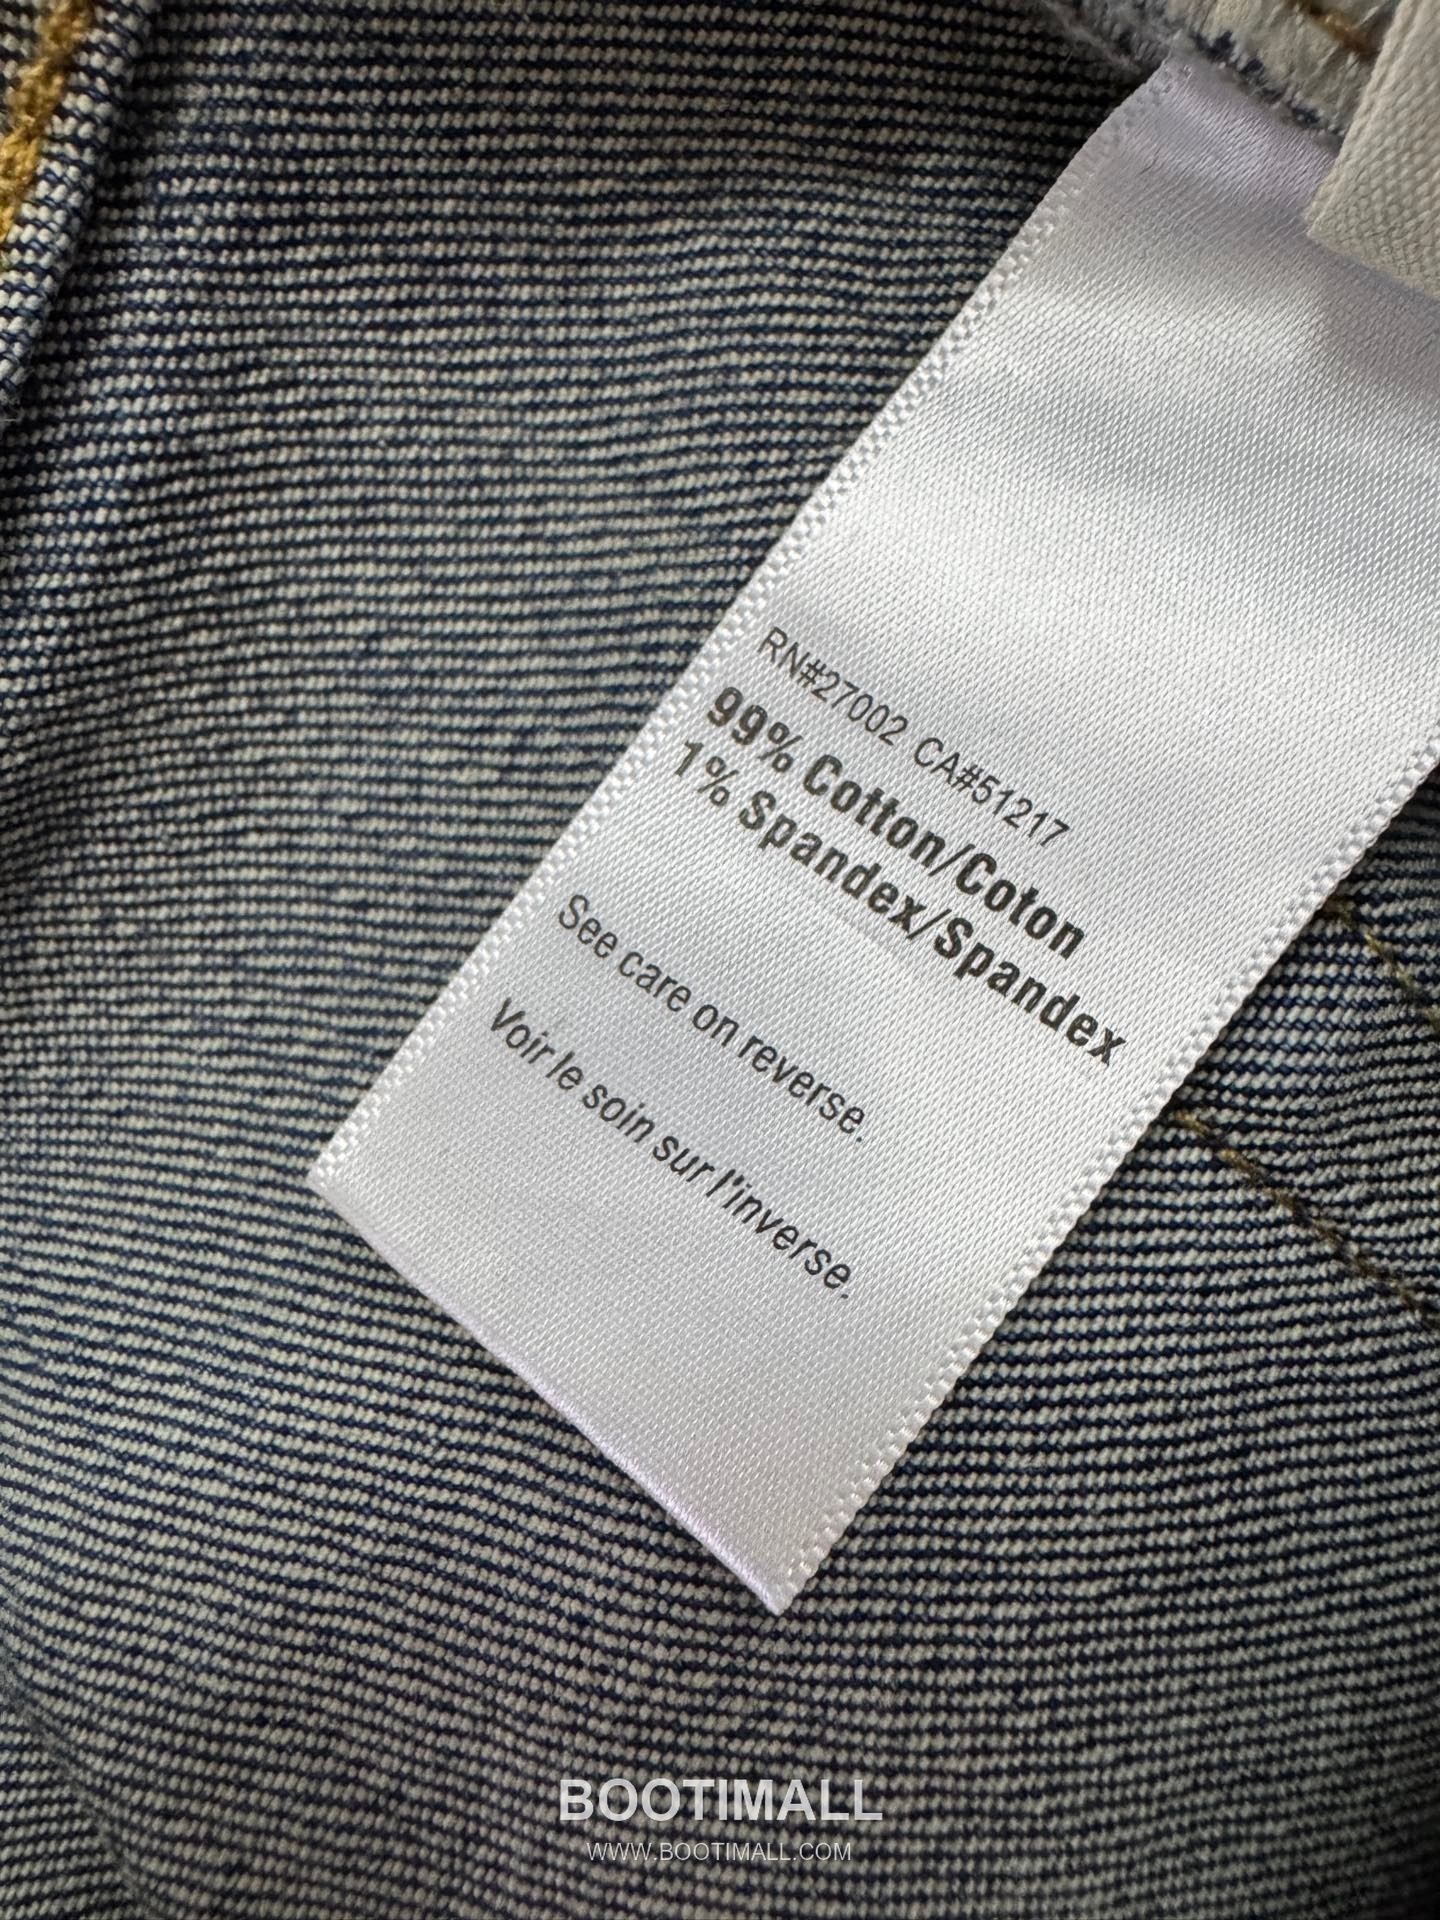 RN#27002 CA#51217
99% Cotton/Coton
1% Spandex/Spandex
See care on reverse.
Voir le soin sur l'inverse.
BOOTIMALL
WWW.BOOTIMALL.COM